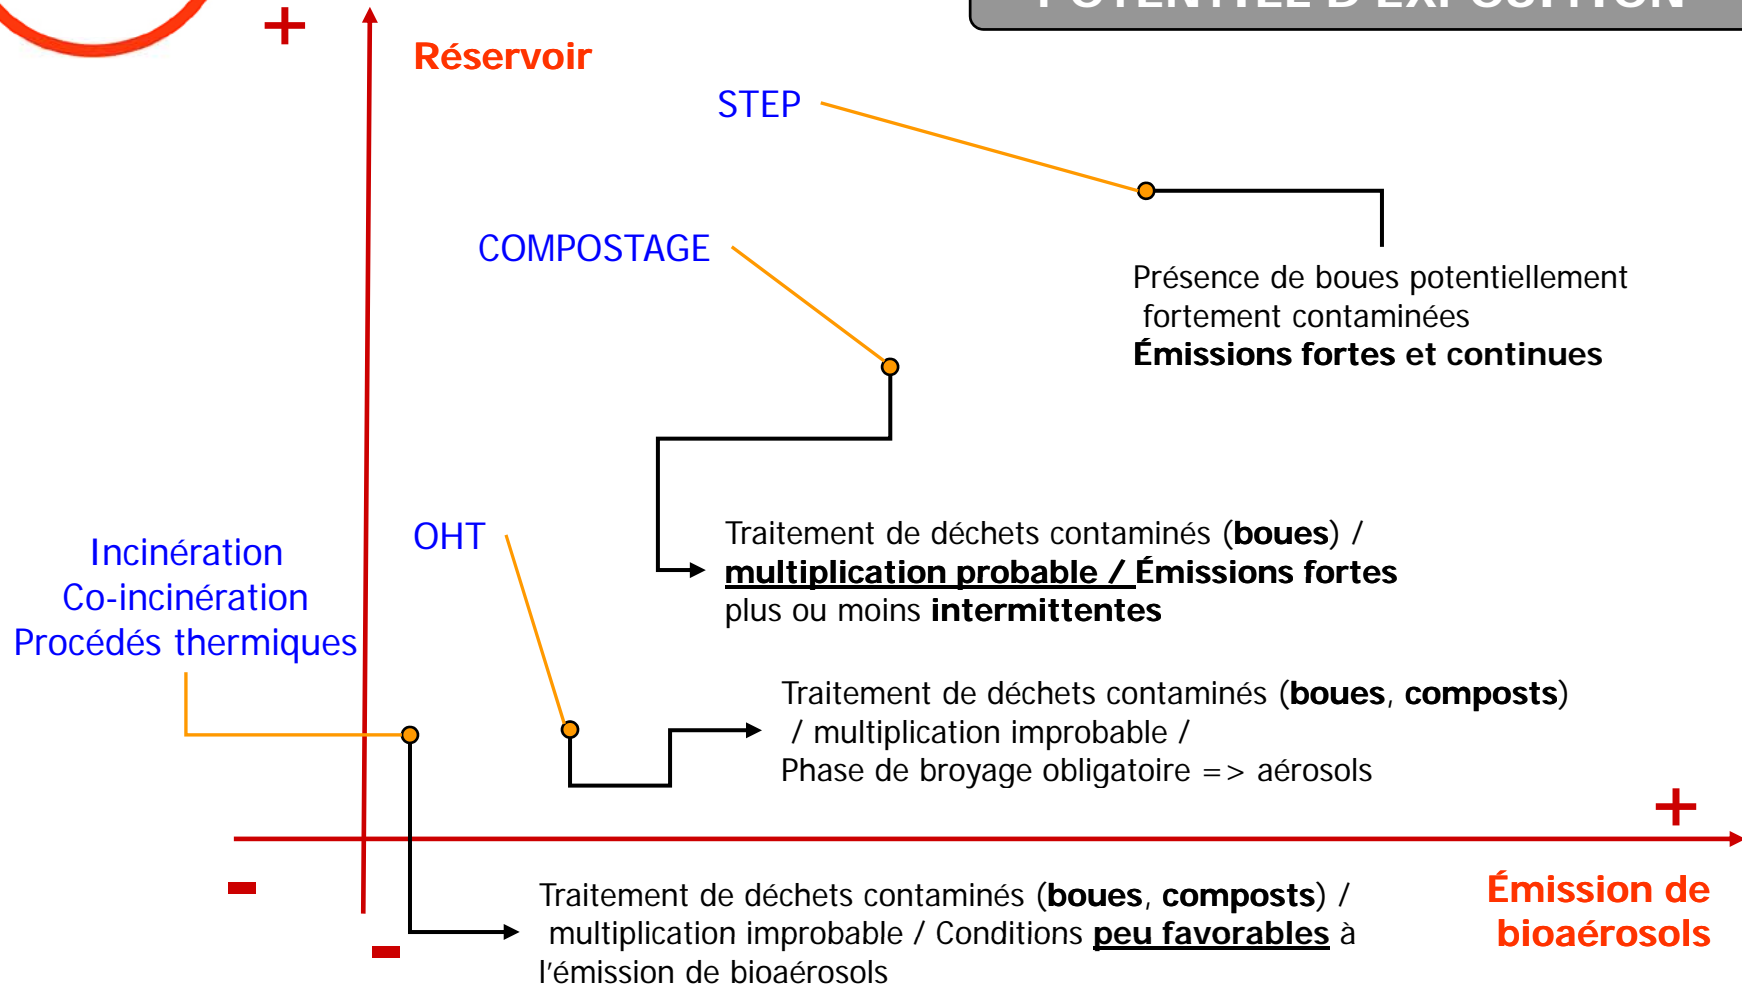 POTENTIEL D'EXPOSITION
+
Réservoir
STEP
COMPOSTAGE
Présence de boues potentiellement
fortement contaminées
Émissions fortes et continues
OHT
Incinération
Co-incinération
Procédés thermiques
Traitement de déchets contaminés (boues) /
multiplication probable / Émissions fortes
plus ou moins intermittentes
Traitement de déchets contaminés (boues, composts)
/ multiplication improbable /
Phase de broyage obligatoire => aérosols
+
-
-
Traitement de déchets contaminés (boues, composts) /
multiplication improbable / Conditions peu favorables à
l'émission de bioaérosols
Émission de
bioaérosols